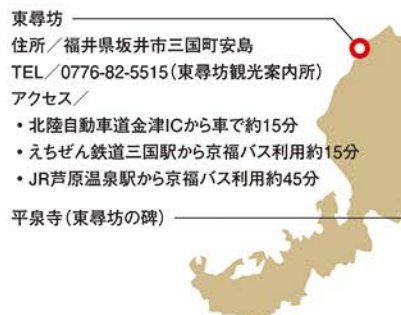 東尋坊
住所／福井県坂井市三国町安島
TEL／0776-82-5515（東尋坊観光案内所）
アクセス／
・北陸自動車道金津ICから車で約15分
・えちぜん鉄道三国駅から京福バス利用約15分
・JR芦原温泉駅から京福バス利用約45分
平泉寺（東尋坊の碑）